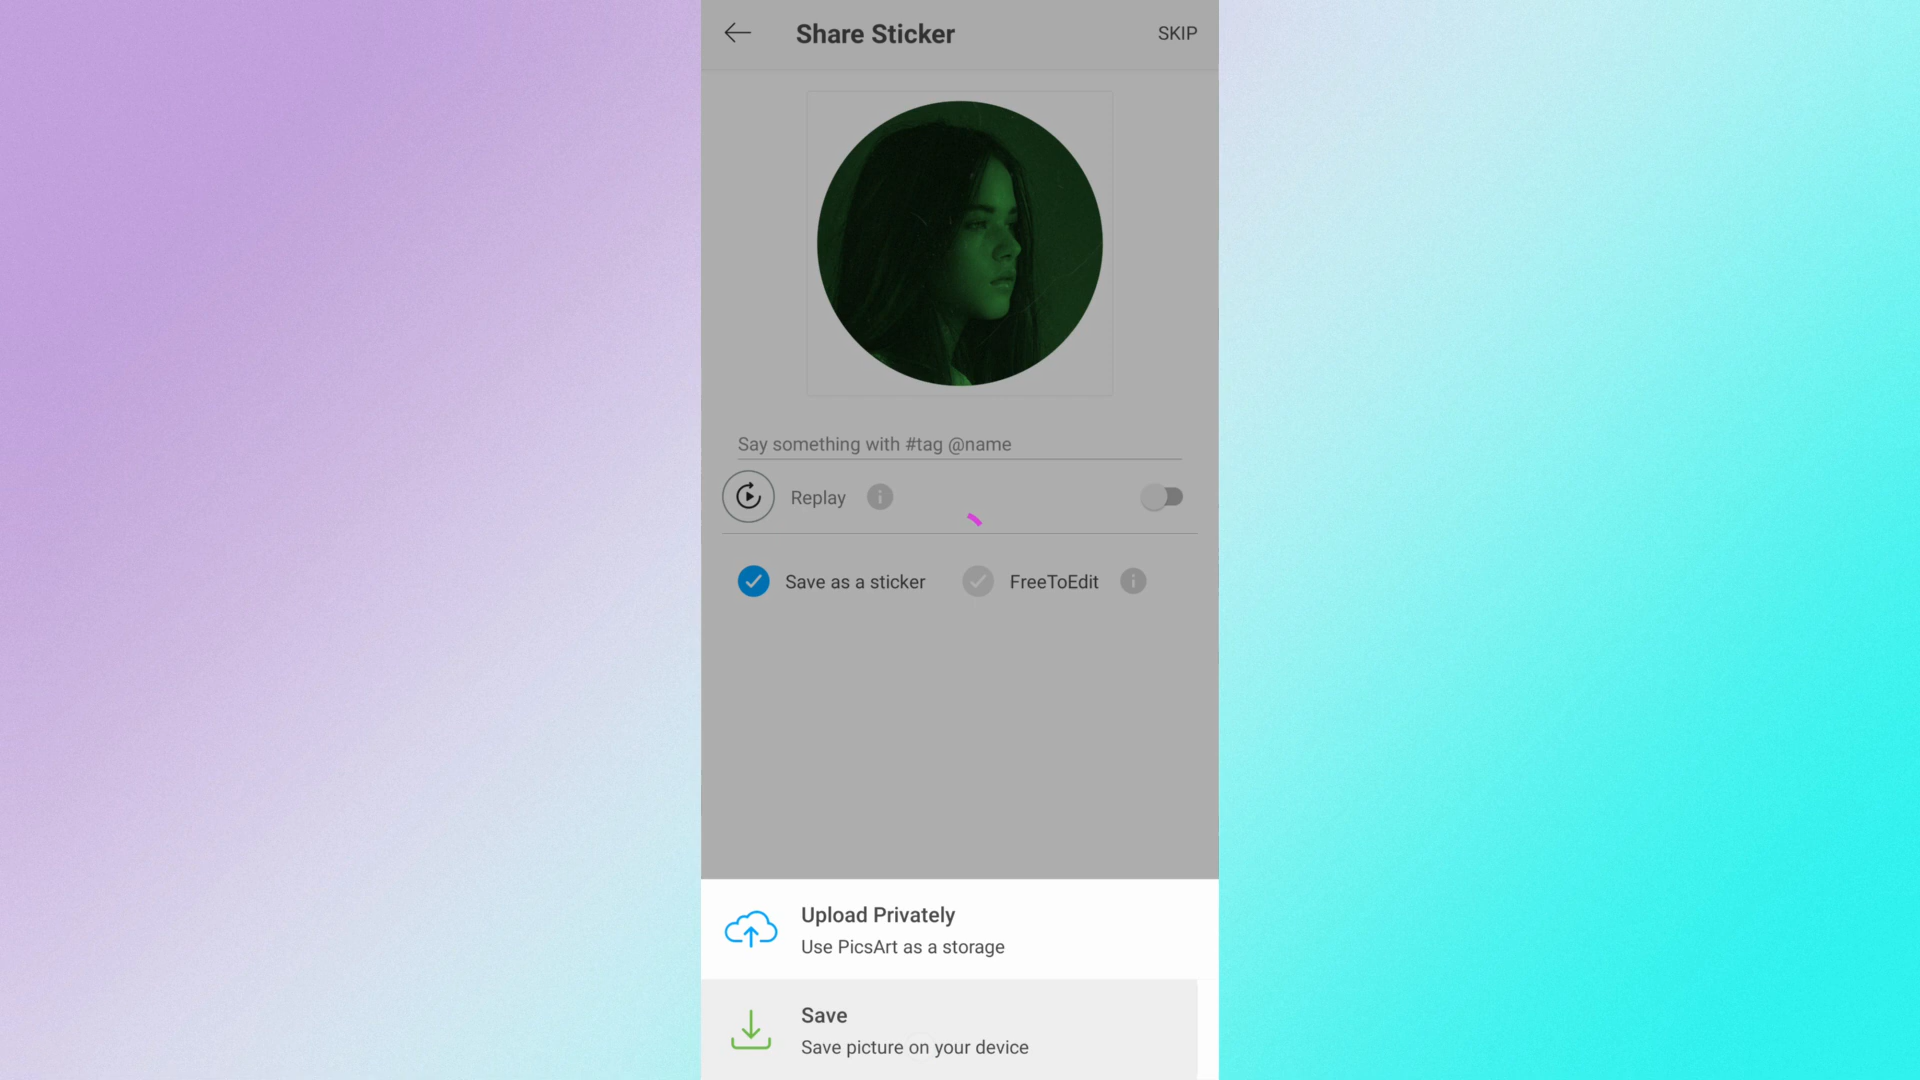 Share Sticker
SKIP
Say something with #tag @name
Replay
Save as a sticker
FreeToEdit
Upload Privately
Use PicsArt as a storage
Save
Save picture on your device